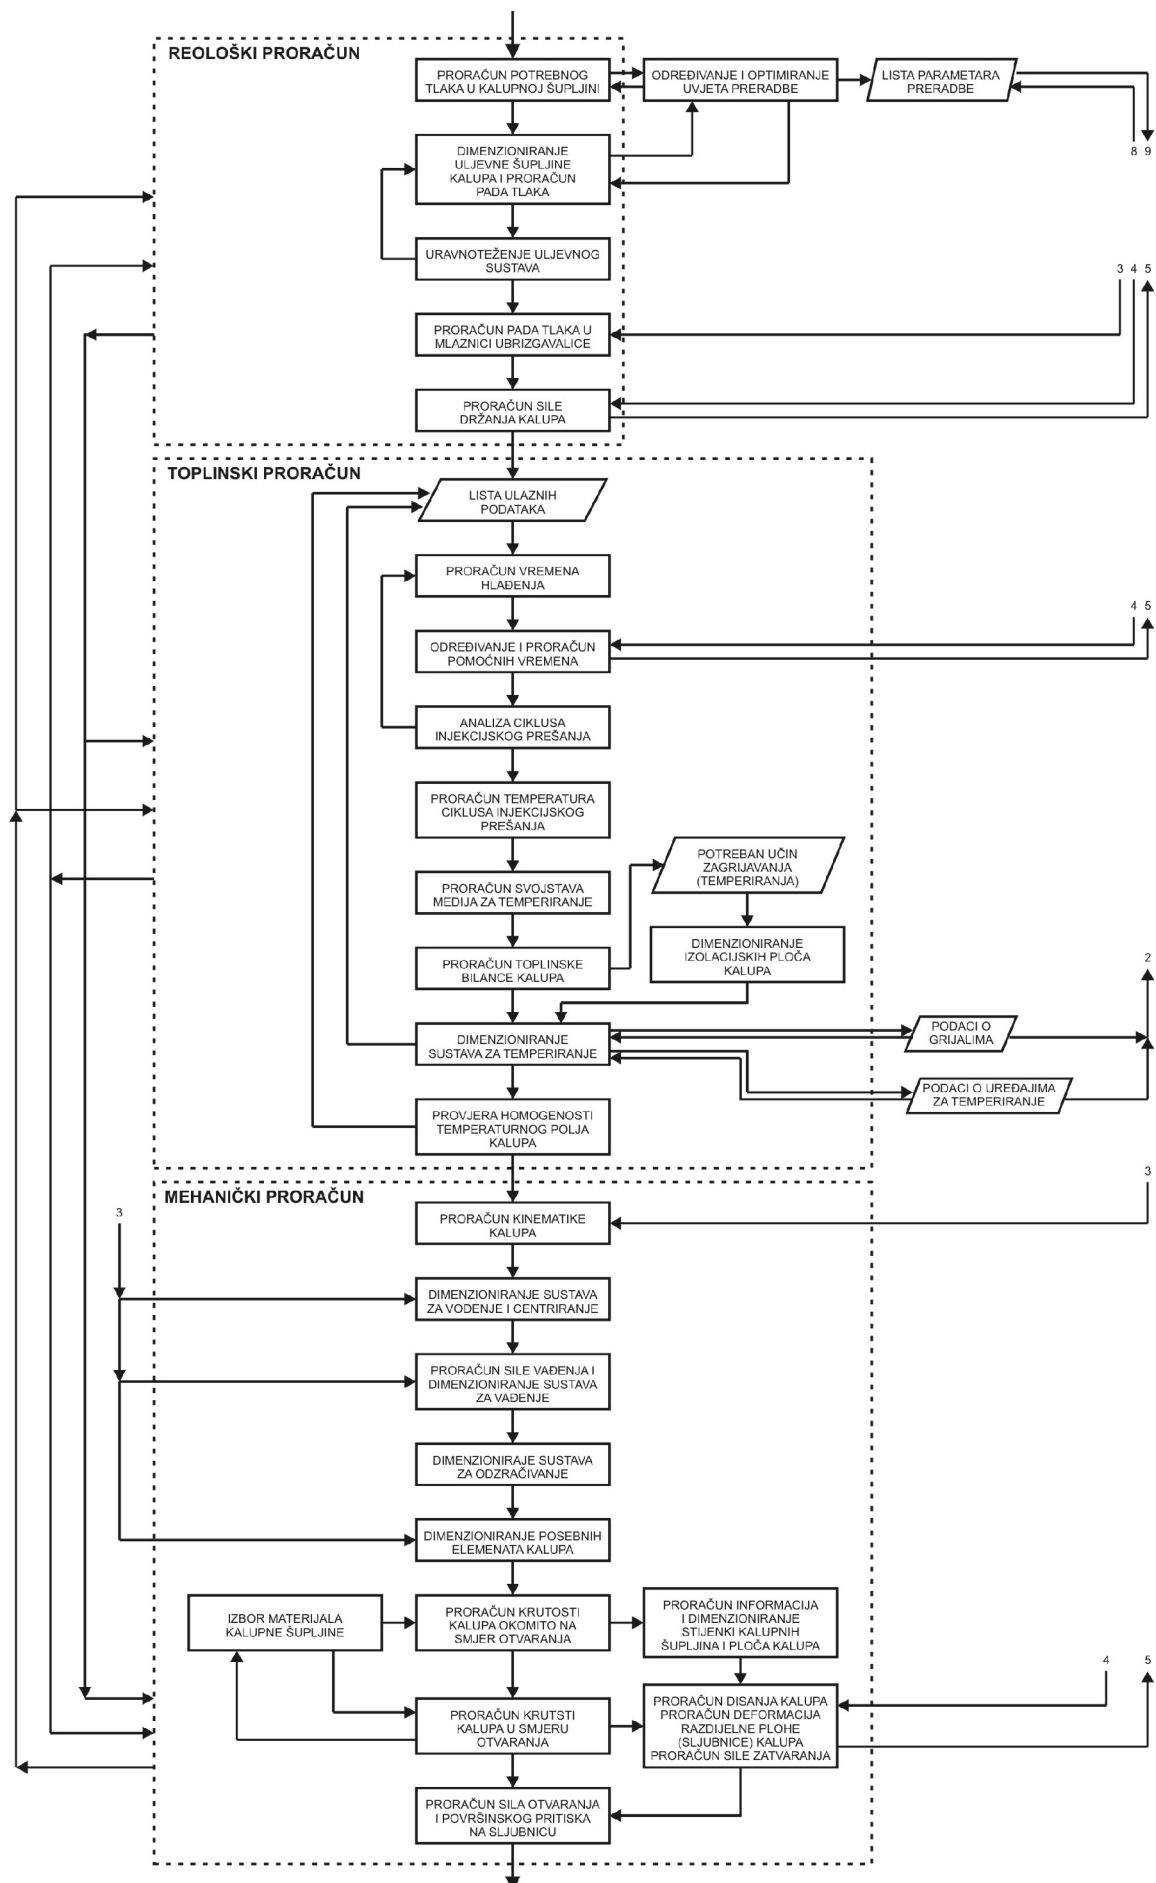 REOLOŠKI PRORAČUN
PRORAČUN POTREBNOG
TLAKA U KALUPNOJ ŠUPLJINI
ODREĐIVANJE I OPTIMIRANJE
UVJETA PRERADBE
LISTA PARAMETARA
PRERADBE
8 9
DIMENZIONIRANJE
ULJEVNE ŠUPLJINE
KALUPA I PRORAČUN
PADA TLAKA
URAVNOTEŽENJE ULJEVNOG
SUSTAVA
3 4 5
PRORAČUN PADA TLAKA U
MLAZNICI UBRIZGAVALICE
PRORAČUN SILE
DRŽANJA KALUPA
TOPLINSKI PRORAČUN
LISTA ULAZNIH
PODATAKA
PRORAČUN VREMENA
HLAĐENJA
4 5
ODREĐIVANJE I PRORAČUN
POMOĆNIH VREMENA
ANALIZA CIKLUSA
INJEKCIJSKOG PREŠANJA
PRORAČUN TEMPERATURA
CIKLUSA INJEKCIJSKOG
PREŠANJA
POTREBAN UČIN
ZAGRIJAVANJA
(TEMPERIRANJA)
PRORAČUN SVOJSTAVA
MEDIJA ZA TEMPERIRANJE
DIMENZIONIRANJE
IZOLACIJSKIH PLOČA
KALUPA
PRORAČUN TOPLINSKE
BILANCE KALUPA
2
DIMENZIONIRANJE
SUSTAVA ZA TEMPERIRANJE
PODACI O
GRIJALIMA
PODACI O UREĐAJIMA
ZA TEMPERIRANJE
PROVJERA HOMOGENOSTI
TEMPERATURNOG POLJA
KALUPA
3
MEHANIČKI PRORAČUN
3
PRORAČUN KINEMATIKE
KALUPA
DIMENZIONIRANJE SUSTAVA
ZA VOĐENJE I CENTRIRANJE
PRORAČUN SILE VAĐENJA I
DIMENZIONIRANJE SUSTAVA
ZA VAĐENJE
DIMENZIONIRAJE SUSTAVA
ZA ODZRAČIVANJE
DIMENZIONIRANJE POSEBNIH
ELEMENATA KALUPA
IZBOR MATERIJALA
KALUPNE ŠUPLJINE
PRORAČUN KRUTOSTI
KALUPA OKOMITO NA
SMJER OTVARANJA
PRORAČUN INFORMACIJA
I DIMENZIONIRANJE
STIJENKI KALUPNIH
ŠUPLJINA I PLOČA KALUPA
4 5
PRORAČUN KRUTSTI
KALUPA U SMJERU
OTVARANJA
PRORAČUN DISANJA KALUPA
PRORAČUN DEFORMACIJA
RAZDIJELNE PLOHE
(SLJUBNICE) KALUPA
PRORAČUN SILE ZATVARANJA
PRORAČUN SILA OTVARANJA
I POVRŠINSKOG PRITISKA
NA SLJUBNICU